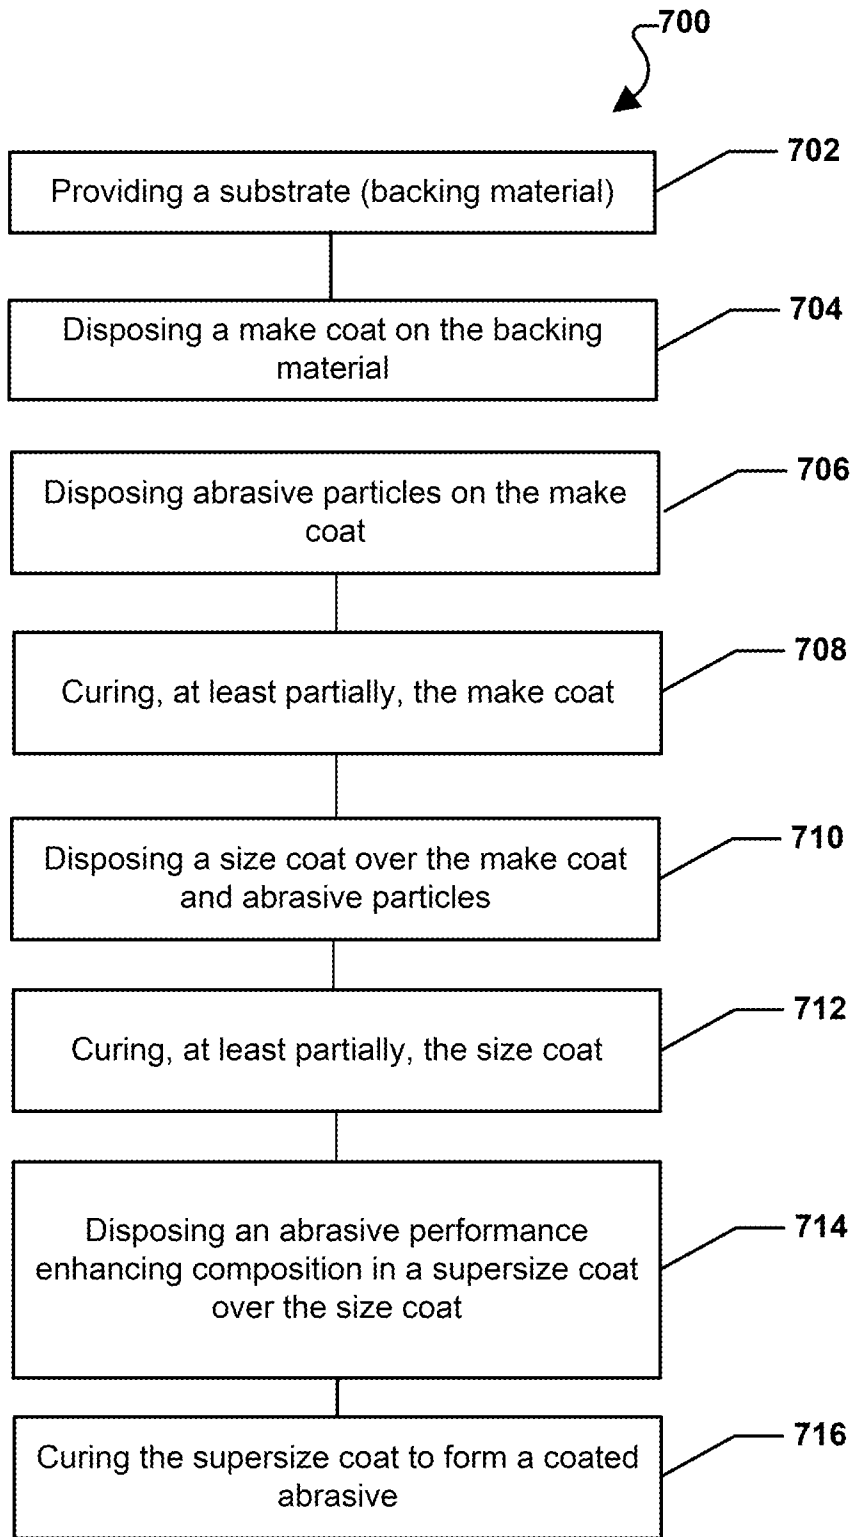 700
702
Providing a substrate (backing material)
704
Disposing a make coat on the backing
material
706
Disposing abrasive particles on the make
coat
708
Curing, at least partially, the make coat
710
Disposing a size coat over the make coat
and abrasive particles
712
Curing, at least partially, the size coat
714
Disposing an abrasive performance
enhancing composition in a supersize coat
over the size coat
716
Curing the supersize coat to form a coated
abrasive